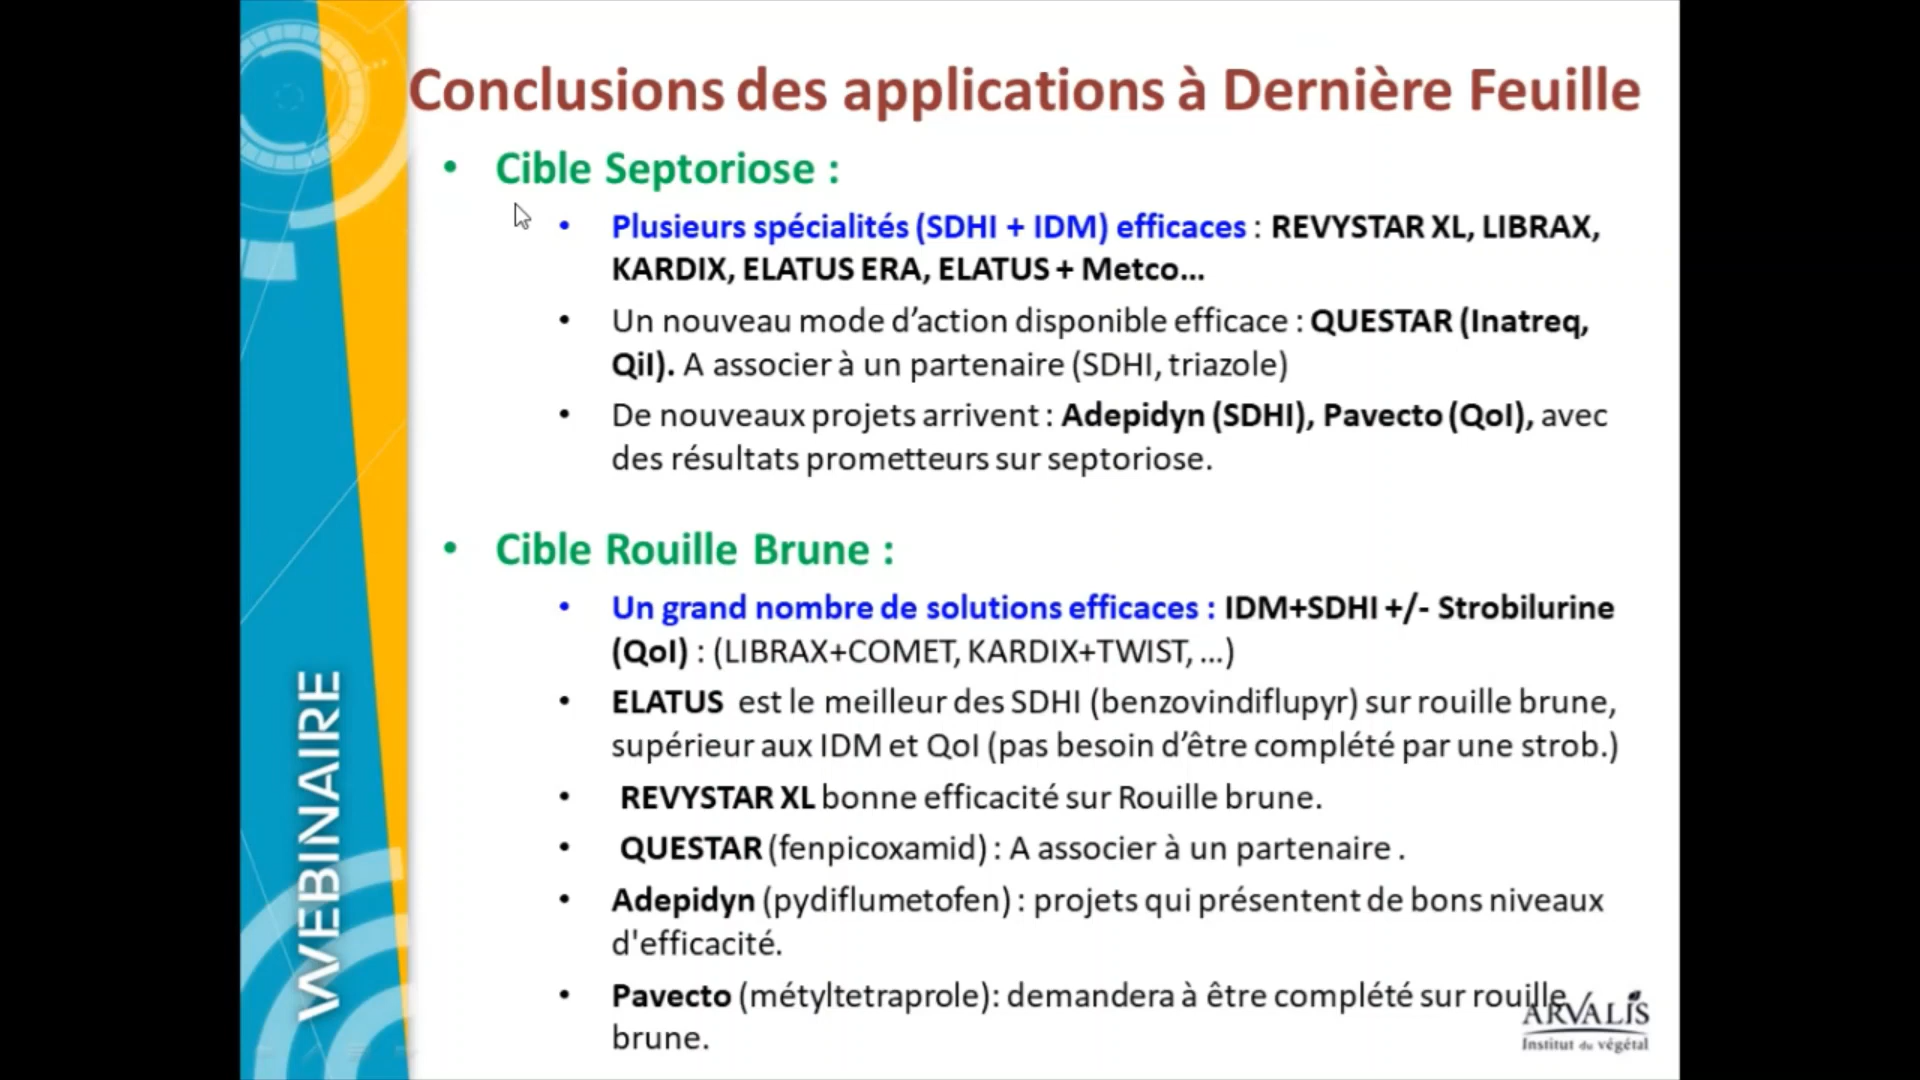 Conclusions des applications à Dernière Feuille
• Cible Septoriose :
• Plusieurs spécialités (SDHI + IDM) efficaces : REVYSTAR XL, LIBRAX,
KARDIX, ELATUS ERA, ELATUS + Metco...
• Un nouveau mode d’action disponible efficace : QUESTAR (Inatreq,
QiI). A associer à un partenaire (SDHI, triazole)
• De nouveaux projets arrivent : Adepidyn (SDHI), Pavecto (QoI), avec
des résultats prometteurs sur septoriose.
• Cible Rouille Brune :
• Un grand nombre de solutions efficaces : IDM+SDHI +/- Strobilurine
(QoI) : (LIBRAX+COMET, KARDIX+TWIST, ...)
• ELATUS est le meilleur des SDHI (benzovindiflupyr) sur rouille brune,
supérieur aux IDM et QoI (pas besoin d’être complété par une strob.)
• REVYSTAR XL bonne efficacité sur Rouille brune.
• QUESTAR (fenpicoxamid) : A associer à un partenaire .
• Adepidyn (pydiflumetofen) : projets qui présentent de bons niveaux
d'efficacité.
• Pavecto (métyltetraprole): demandera à être complété sur rouille
brune.
WEBINAIRE
ARVALIS
Institut du végétal